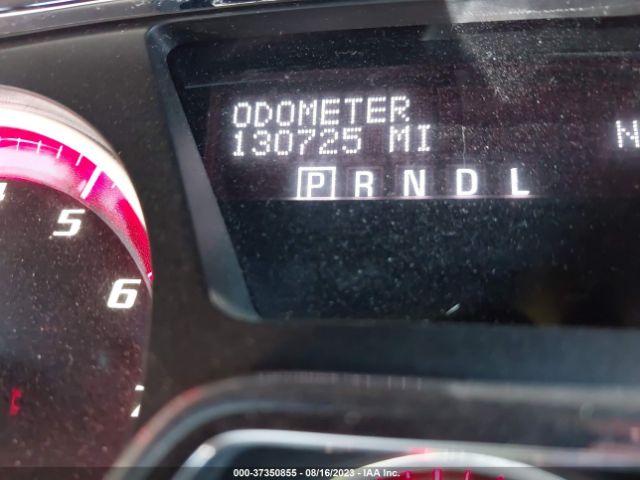 ODOMETER
130725 MI
N
P R N D L
5
6
000-37350855 - 08/16/2023 - ©IAA Inc.